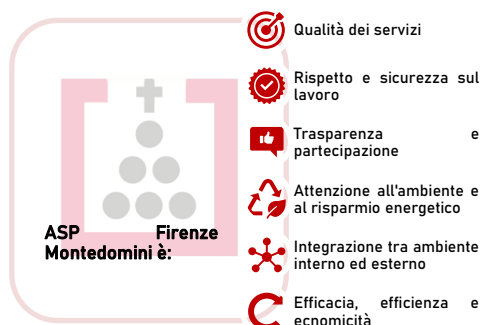 ASP Firenze
Montedomini è:
Qualità dei servizi
Rispetto e sicurezza sul
lavoro
Trasparenza e
partecipazione
Attenzione all'ambiente e
al risparmio energetico
Integrazione tra ambiente
interno ed esterno
Efficacia, efficienza e
ecnomicità